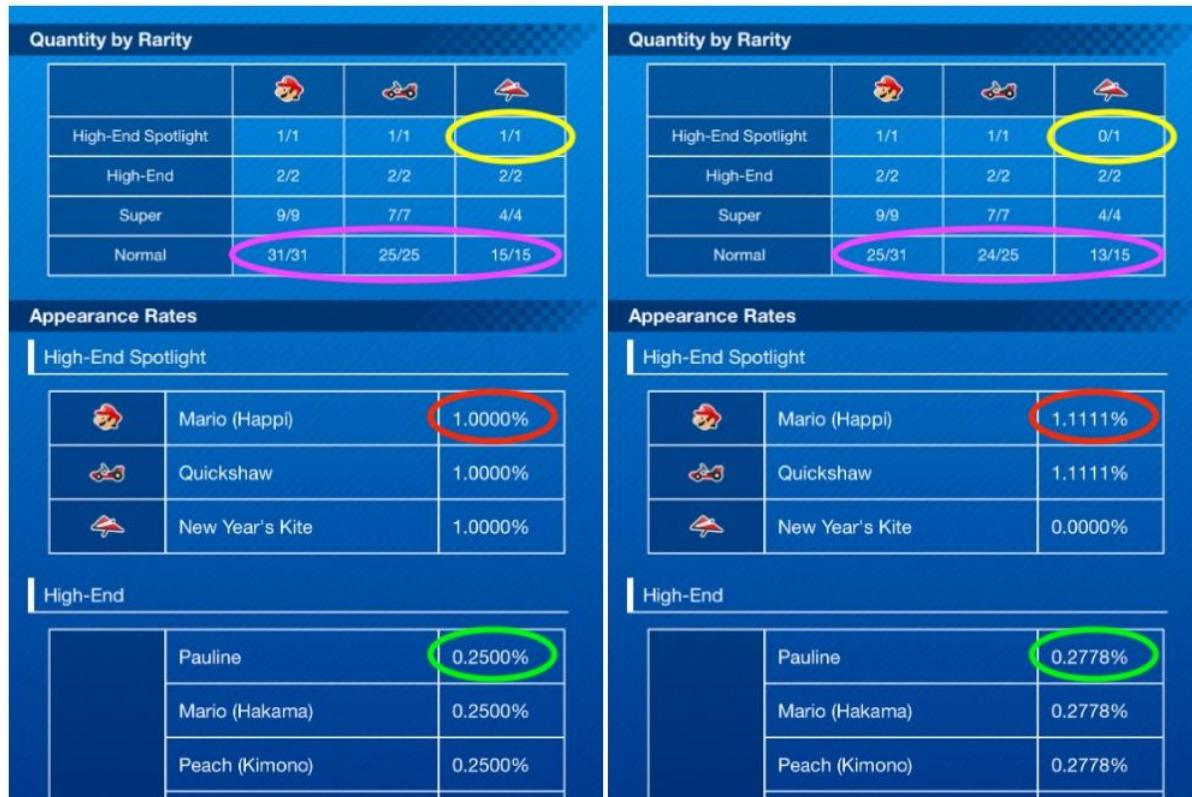 Quantity by Rarity
High-End Spotlight 1/1 1/1 1/1
High-End 2/2 2/2 2/2
Super 9/9 7/7 4/4
Normal 31/31 25/25 15/15
Appearance Rates
High-End Spotlight
Mario (Happi) 1.0000%
Quickshaw 1.0000%
New Year's Kite 1.0000%
High-End
Pauline 0.2500%
Mario (Hakama) 0.2500%
Peach (Kimono) 0.2500%
Quantity by Rarity
High-End Spotlight 1/1 1/1 0/1
High-End 2/2 2/2 2/2
Super 9/9 7/7 4/4
Normal 25/31 24/25 13/15
Appearance Rates
High-End Spotlight
Mario (Happi) 1.1111%
Quickshaw 1.1111%
New Year's Kite 0.0000%
High-End
Pauline 0.2778%
Mario (Hakama) 0.2778%
Peach (Kimono) 0.2778%